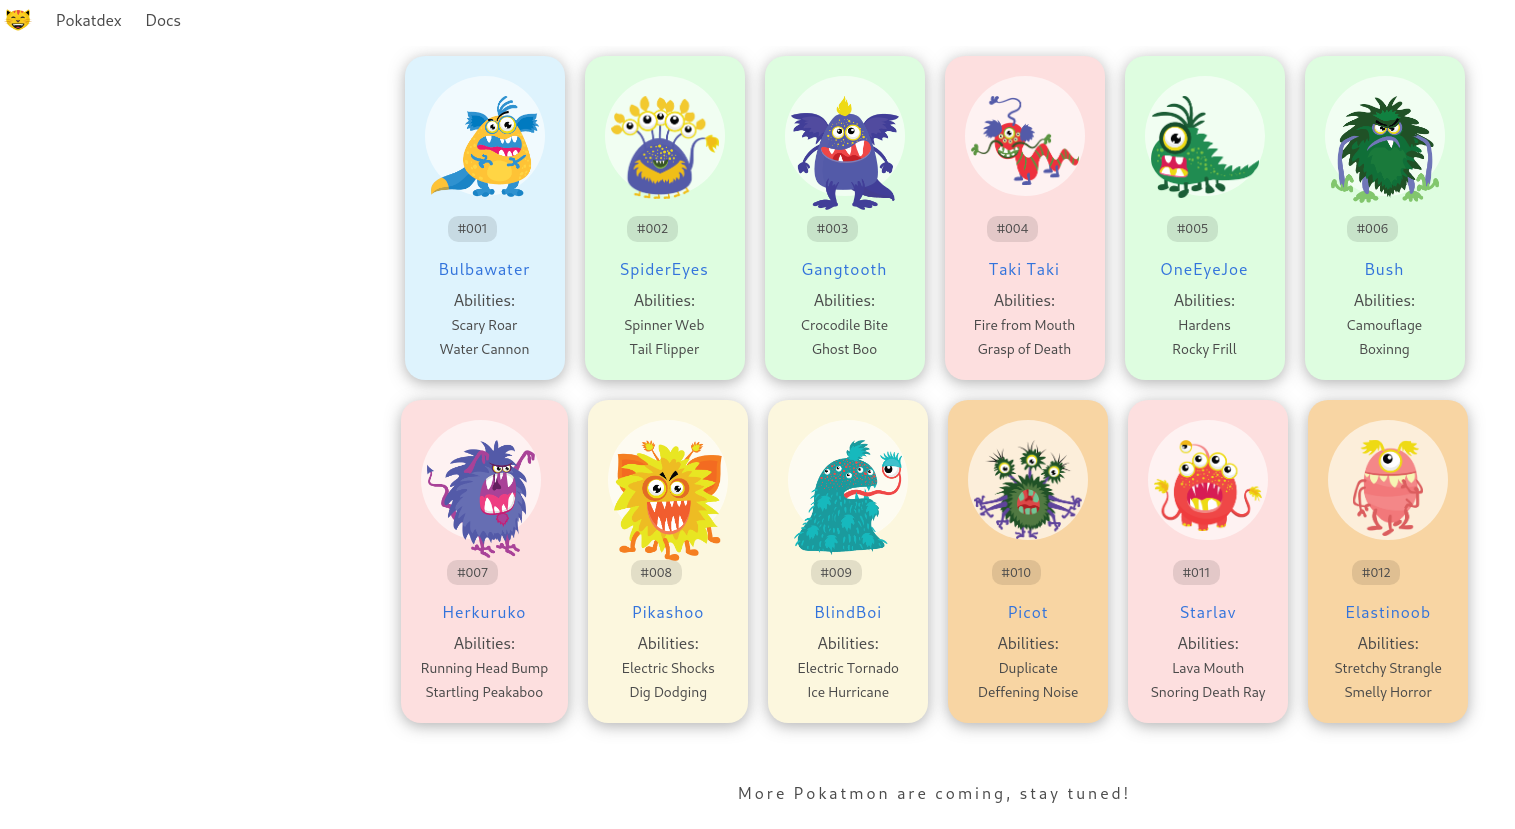 Pokatdex Docs
#001
Bulbawater
Abilities:
Scary Roar
Water Cannon
#002
SpiderEyes
Abilities:
Spinner Web
Tail Flipper
#003
Gangtooth
Abilities:
Crocodile Bite
Ghost Boo
#004
Taki Taki
Abilities:
Fire from Mouth
Grasp of Death
#005
OneEyeJoe
Abilities:
Hardens
Rocky Frill
#006
Bush
Abilities:
Camouflage
Boxinng
#007
Herkuruko
Abilities:
Running Head Bump
Startling Peakaboo
#008
Pikashoo
Abilities:
Electric Shocks
Dig Dodging
#009
BlindBoi
Abilities:
Electric Tornado
Ice Hurricane
#010
Picot
Abilities:
Duplicate
Deffening Noise
#011
Starlav
Abilities:
Lava Mouth
Snoring Death Ray
#012
Elastinoob
Abilities:
Stretchy Strangle
Smelly Horror
More Pokatmon are coming, stay tuned!